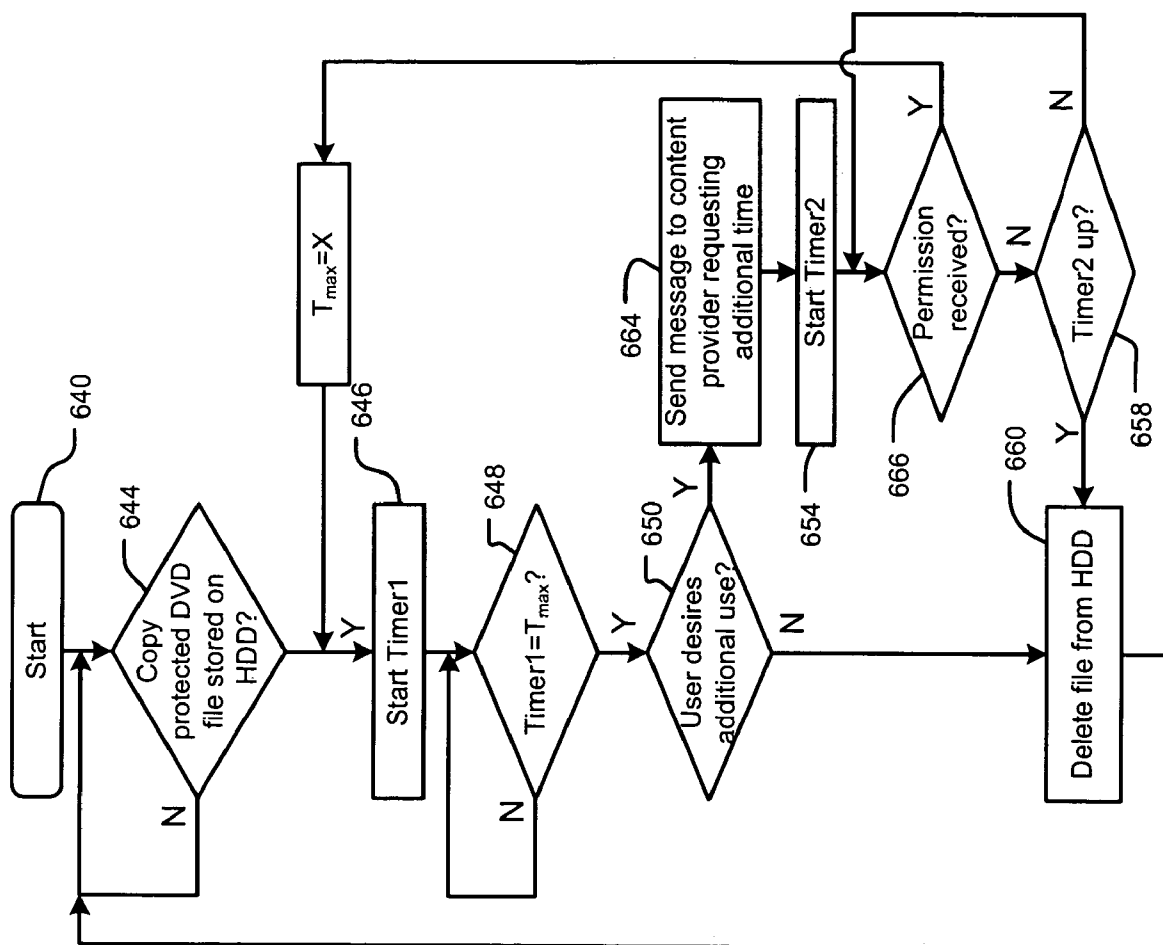 Start
640
644
Copy
protected DVD
file stored on
HDD?
N
Y
T_max=X
646
Start Timer1
648
Timer1=T_max?
N
Y
650
User desires
additional use?
Y
N
664
Send message to content
provider requesting
additional time
Start Timer2
654
Permission
received?
666
Y
N
Timer2 up?
658
N
Y
660
Delete file from HDD